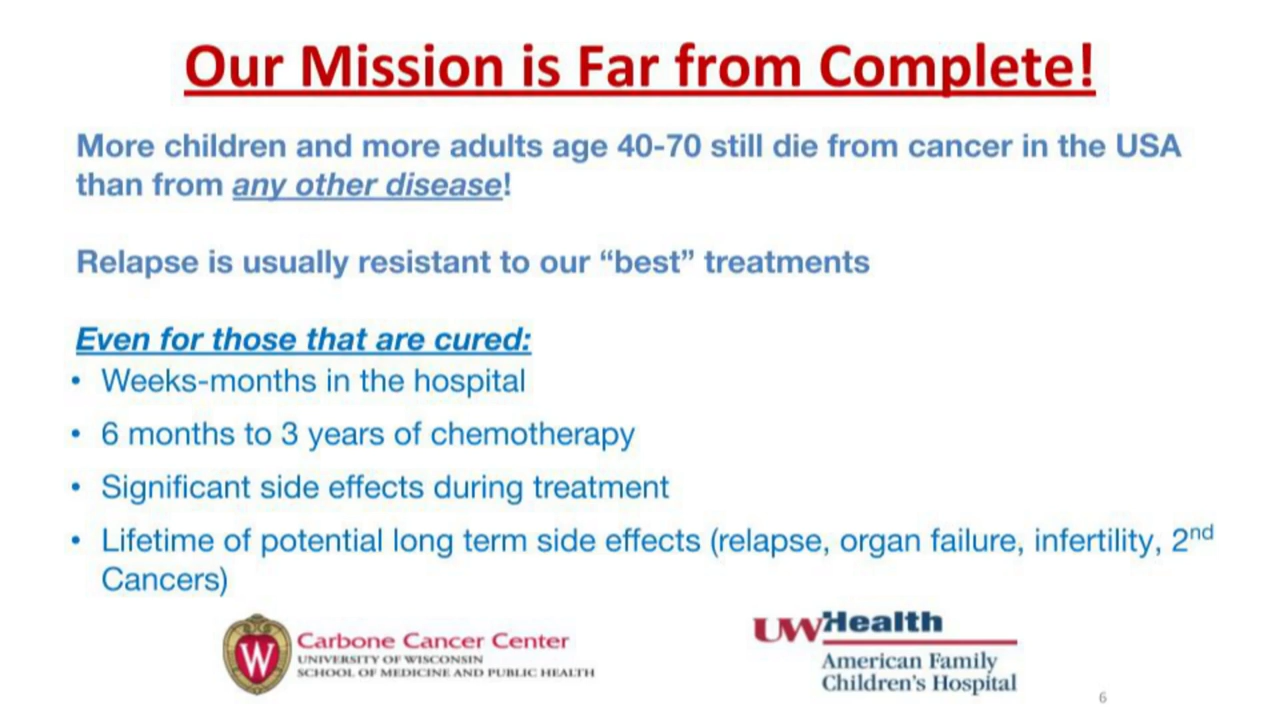 Our Mission is Far from Complete!
More children and more adults age 40-70 still die from cancer in the USA
than from any other disease!
Relapse is usually resistant to our “best” treatments
Even for those that are cured:
• Weeks-months in the hospital
• 6 months to 3 years of chemotherapy
• Significant side effects during treatment
• Lifetime of potential long term side effects (relapse, organ failure, infertility, 2nd
Cancers)
W
Carbone Cancer Center
UNIVERSITY OF WISCONSIN
SCHOOL OF MEDICINE AND PUBLIC HEALTH
UWHealth
American Family
Children's Hospital
6